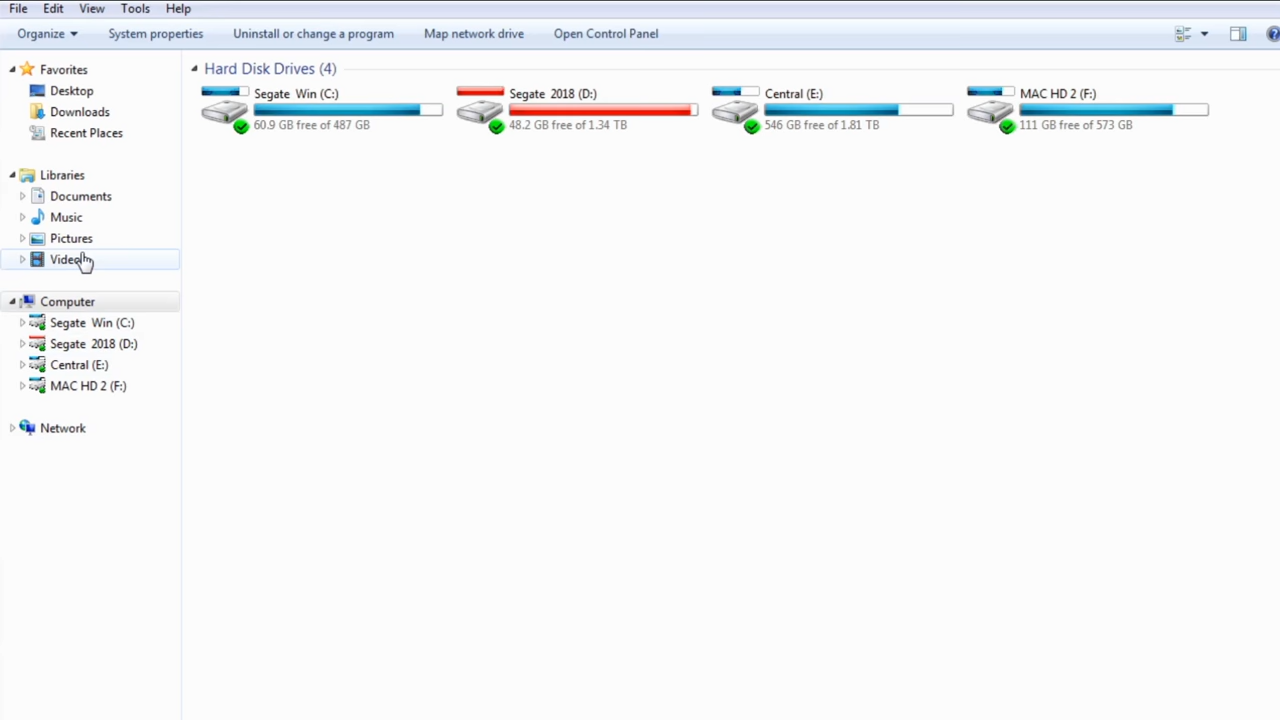 File Edit View Tools Help
Organize System properties Uninstall or change a program Map network drive Open Control Panel
Favorites
Desktop
Downloads
Recent Places
Libraries
Documents
Music
Pictures
Computer
Segate Win (C:)
Segate 2018 (D:)
Central (E:)
MAC HD 2 (F:)
Network
Hard Disk Drives (4)
Segate Win (C:)
60.9 GB free of 487 GB
Segate 2018 (D:)
48.2 GB free of 1.34 TB
Central (E:)
546 GB free of 1.81 TB
MAC HD 2 (F:)
111 GB free of 573 GB